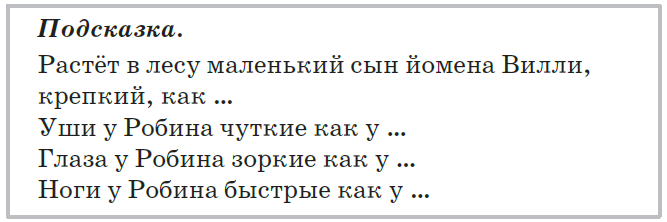 Подсказка.
Растёт в лесу маленький сын йомена Вилли,
крепкий, как ...
Уши у Робина чуткие как у ...
Глаза у Робина зоркие как у ...
Ноги у Робина быстрые как у ...